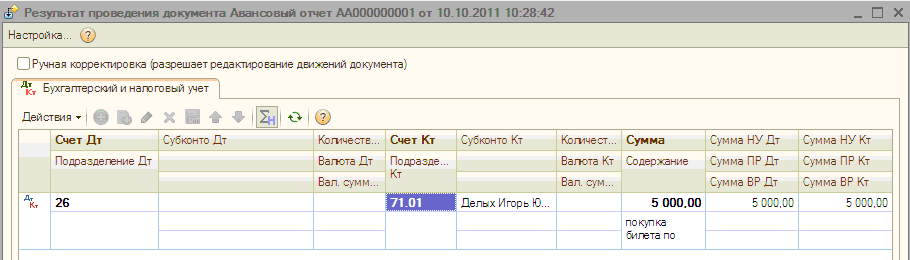 Результат проведения документа Авансовый отчет АА000000001 от 10.10.2011 10:28:42
Настройка...
Ручная корректировка (разрешает редактирование движений документа)
Дт Кт Бухгалтерский и налоговый учет
Действия
Счет Дт Субконто Дт Количеств... Счет Кт Субконто Кт Количест... Сумма Сумма НУ Дт Сумма НУ Кт
Подразделение Дт Валюта Дт Подразде... Кт Валюта Кт Содержание Сумма ПР Дт Сумма ПР Кт
Вал. сумм... Вал. сум... Сумма ВР Дт Сумма ВР Кт
Дт Кт 26 71.01 Делых Игорь Ю... 5 000,00 5 000,00 5 000,00
покупка
билета по